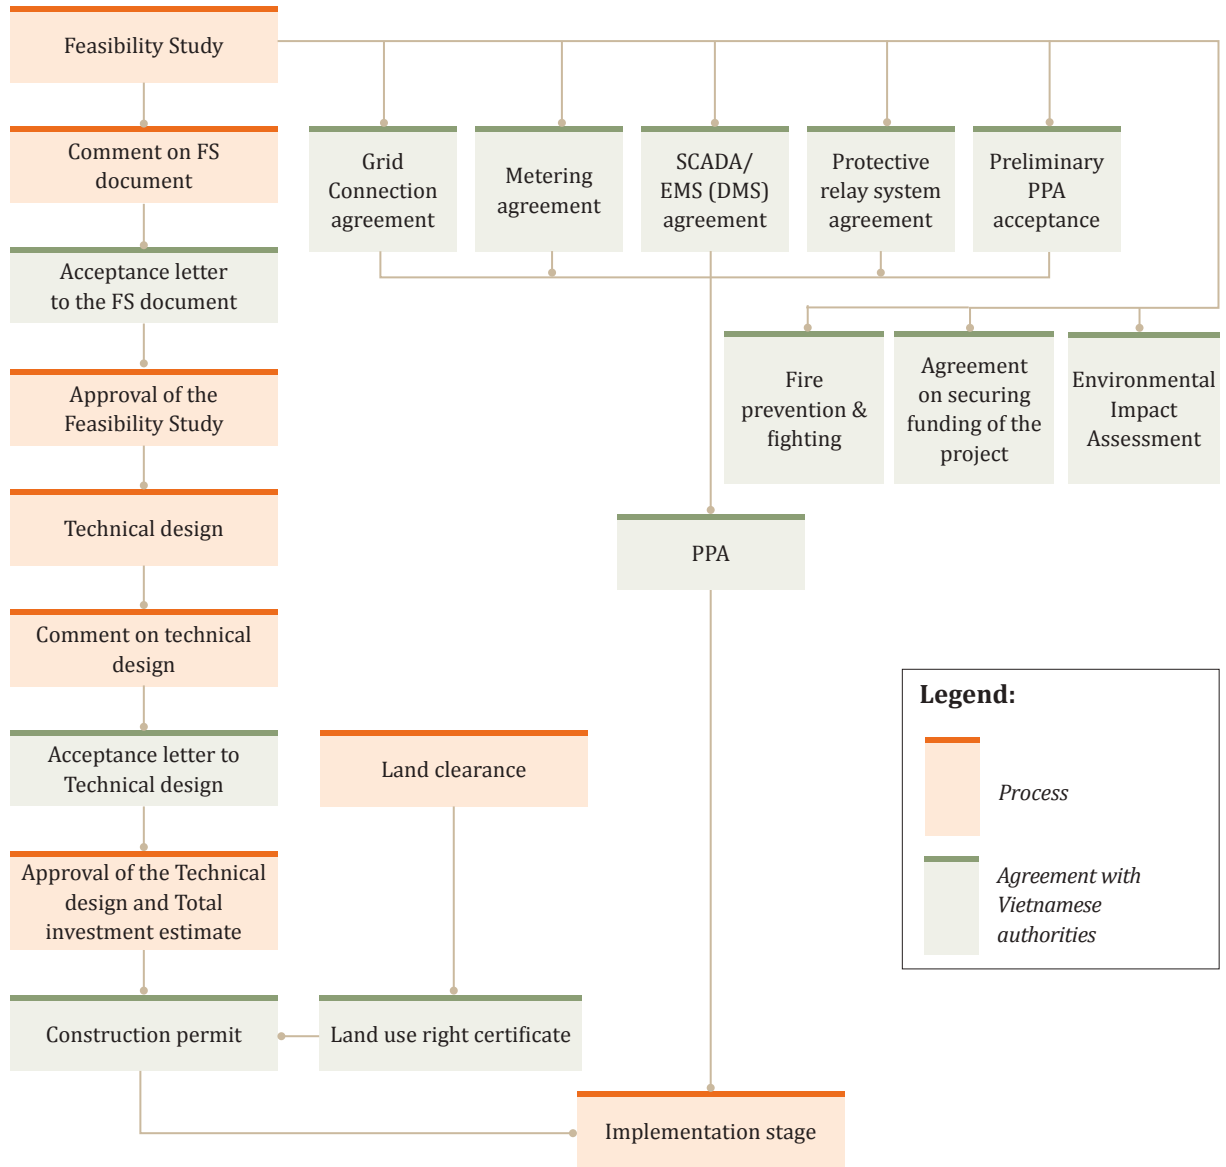 Feasibility Study
Comment on FS
document
Acceptance letter
to the FS document
Approval of the
Feasibility Study
Technical design
Comment on technical
design
Acceptance letter to
Technical design
Approval of the Technical
design and Total
investment estimate
Construction permit
Grid
Connection
agreement
Metering
agreement
SCADA/
EMS (DMS)
agreement
Protective
relay system
agreement
Preliminary
PPA
acceptance
Fire
prevention &
fighting
Agreement
on securing
funding of the
project
Environmental
Impact
Assessment
PPA
Land clearance
Land use right certificate
Implementation stage
Legend:
Process
Agreement with
Vietnamese
authorities